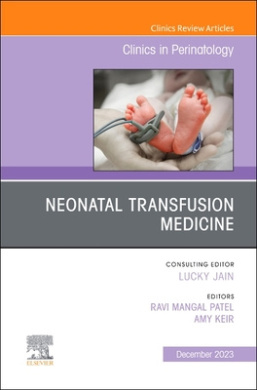 Clinics Review Articles
Clinics in Perinatology
NEONATAL TRANSFUSION
MEDICINE
CONSULTING EDITOR
LUCKY JAIN
EDITORS
RAVI MANGAL PATEL
AMY KEIR
ELSEVIER
December 2023